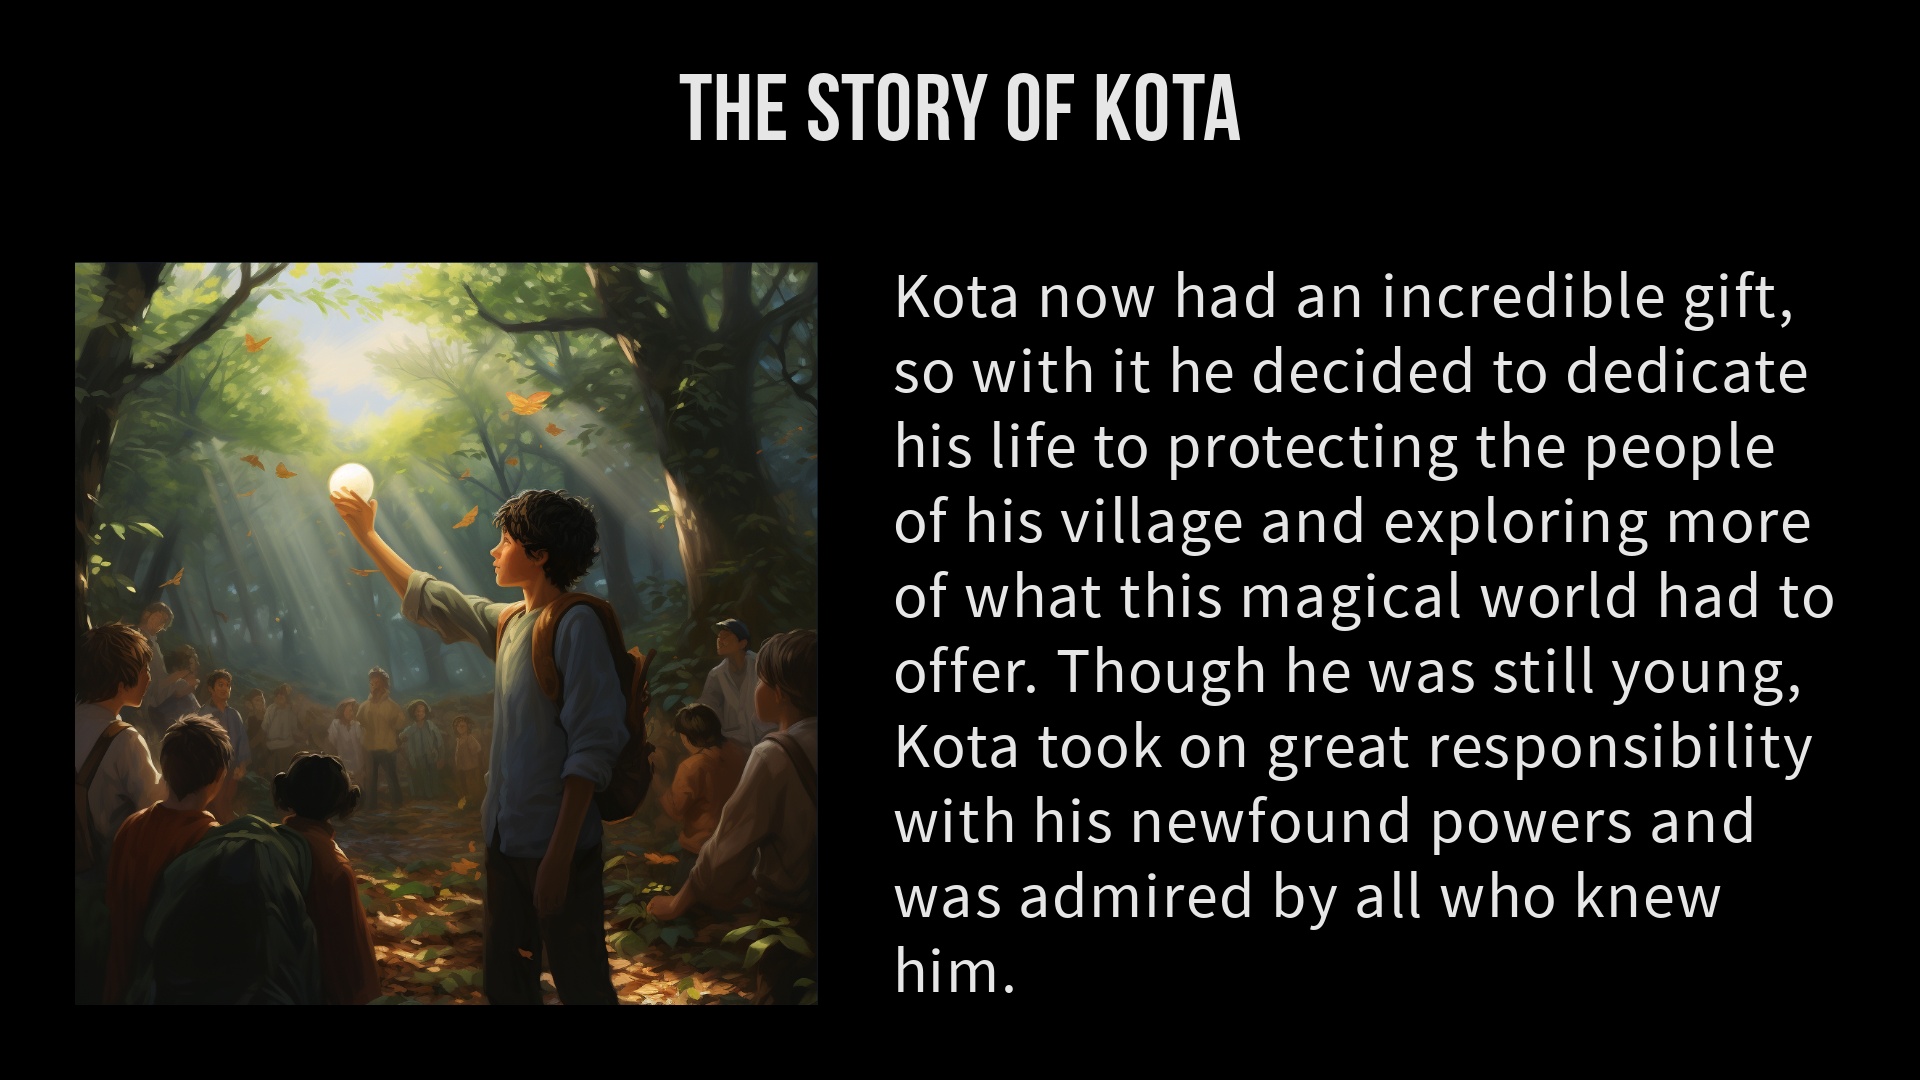 THE STORY OF KOTA
Kota now had an incredible gift,
so with it he decided to dedicate
his life to protecting the people
of his village and exploring more
of what this magical world had to
offer. Though he was still young,
Kota took on great responsibility
with his newfound powers and
was admired by all who knew
him.